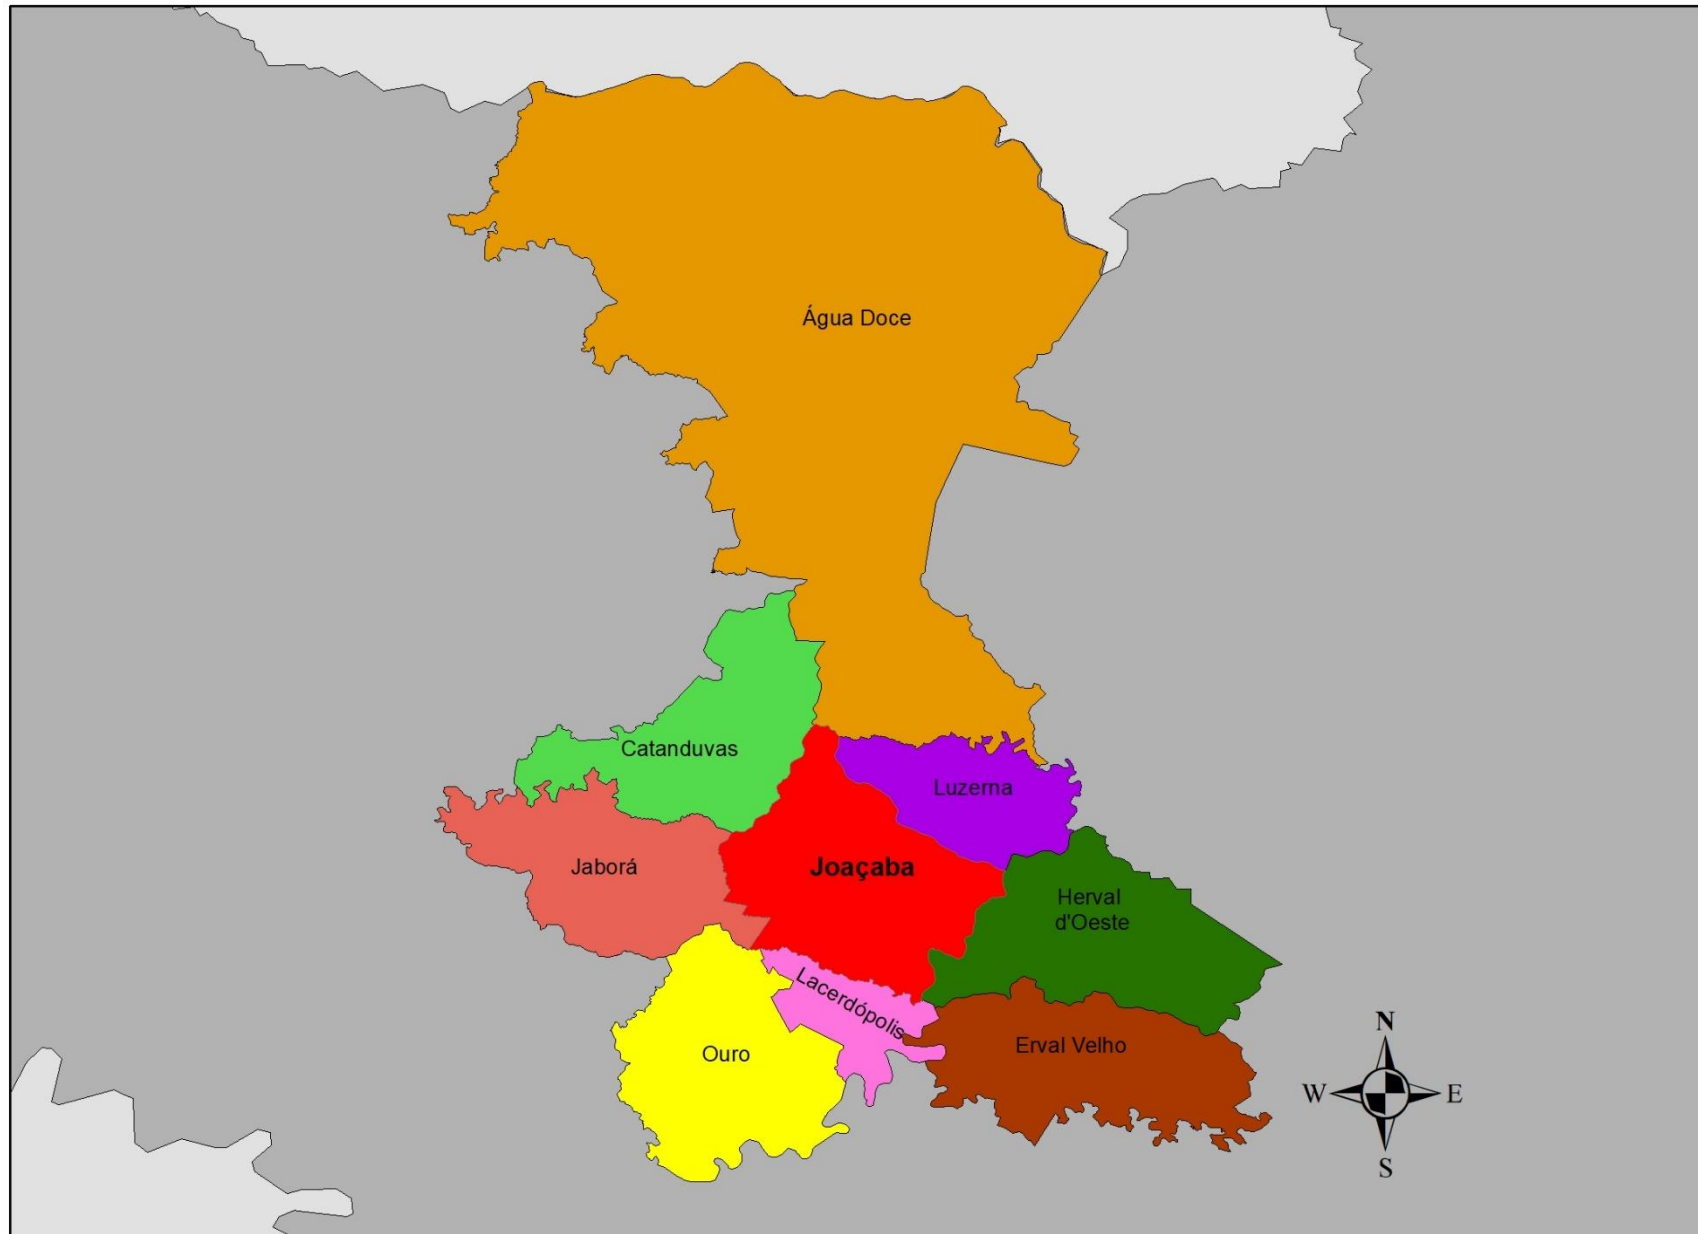 Água Doce
Catanduvas
Luzerna
Jaborá
Joaçaba
Herval
d'Oeste
Lacerdópolis
Ouro
Erval Velho
N
W
E
S